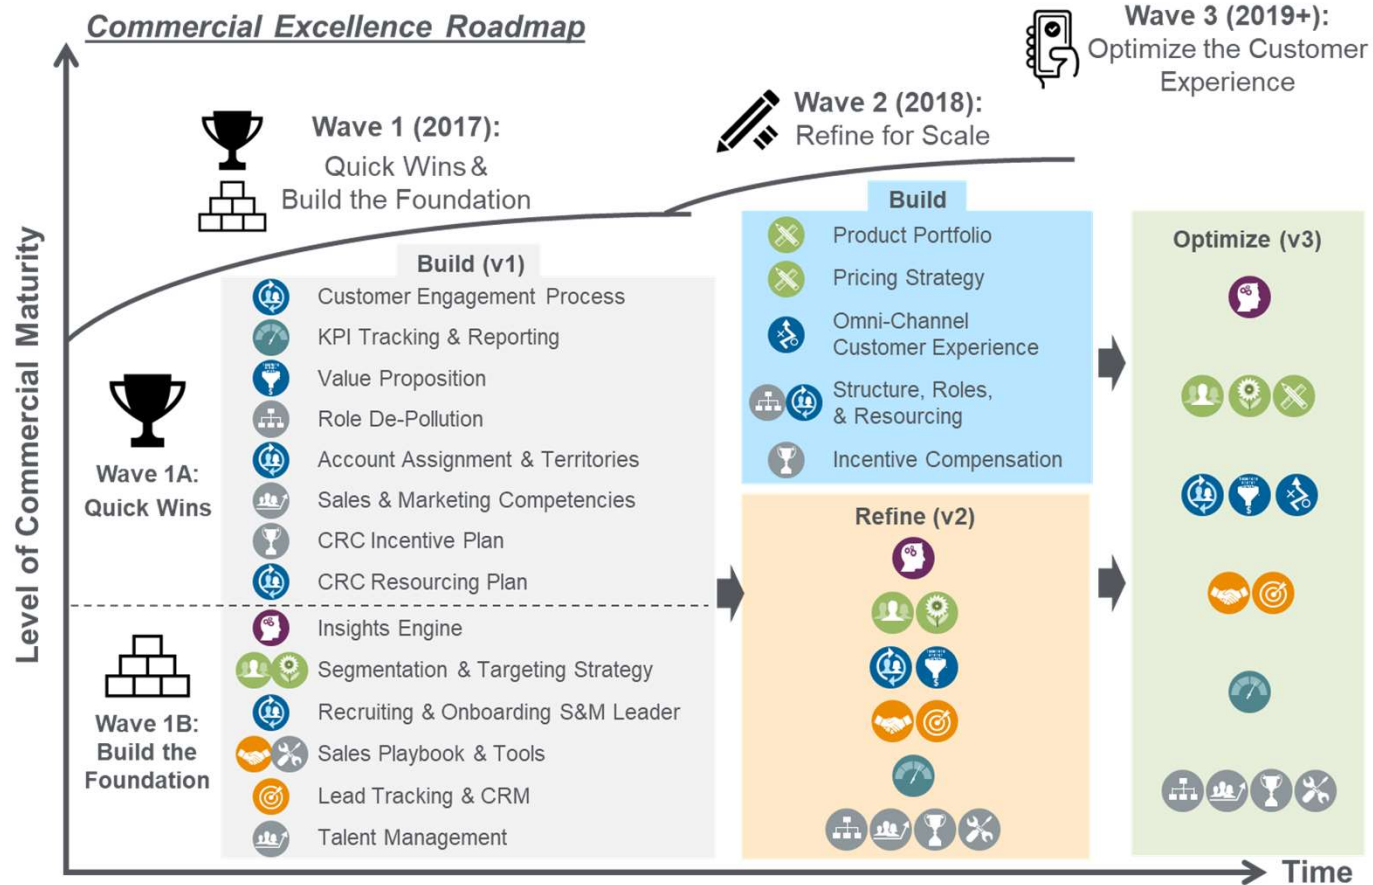 Commercial Excellence Roadmap
Wave 3 (2019+):
Optimize the Customer
Experience
Wave 2 (2018):
Refine for Scale
Wave 1 (2017):
Quick Wins &
Build the Foundation
Level of Commercial Maturity
Wave 1A:
Quick Wins
Wave 1B:
Build the
Foundation
Build (v1)
Customer Engagement Process
KPI Tracking & Reporting
Value Proposition
Role De-Pollution
Account Assignment & Territories
Sales & Marketing Competencies
CRC Incentive Plan
CRC Resourcing Plan
Insights Engine
Segmentation & Targeting Strategy
Recruiting & Onboarding S&M Leader
Sales Playbook & Tools
Lead Tracking & CRM
Talent Management
Build
Product Portfolio
Pricing Strategy
Omni-Channel
Customer Experience
Structure, Roles,
& Resourcing
Incentive Compensation
Refine (v2)
Optimize (v3)
Time